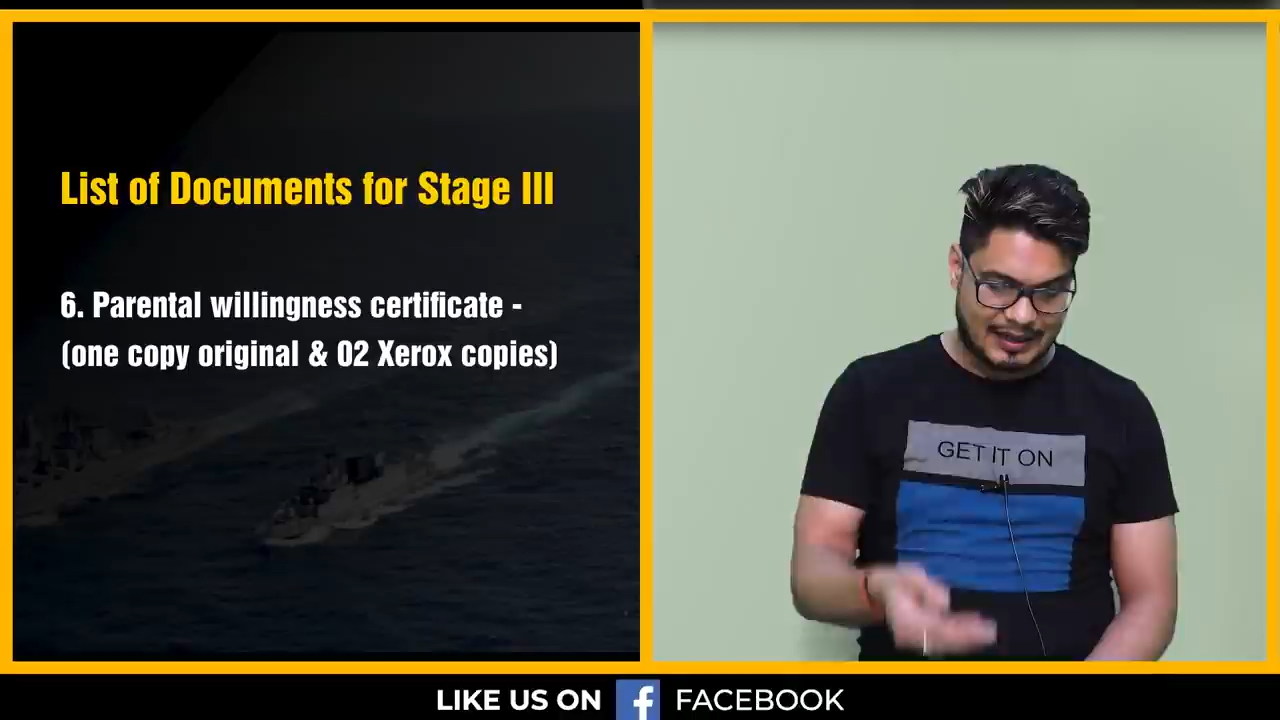 List of Documents for Stage III
6. Parental willingness certificate -
(one copy original & 02 Xerox copies)
GET IT ON
LIKE US ON f FACEBOOK